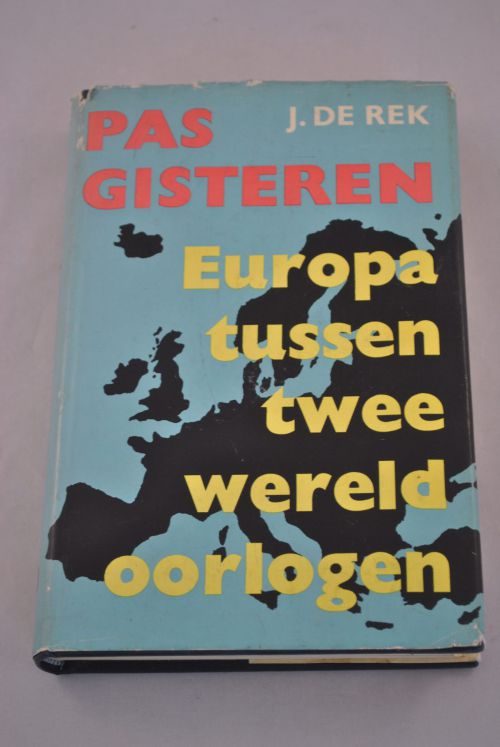 PAS
J. DE REK
GISTEREN
Europa
tussen
twee
wereld
oorlogen